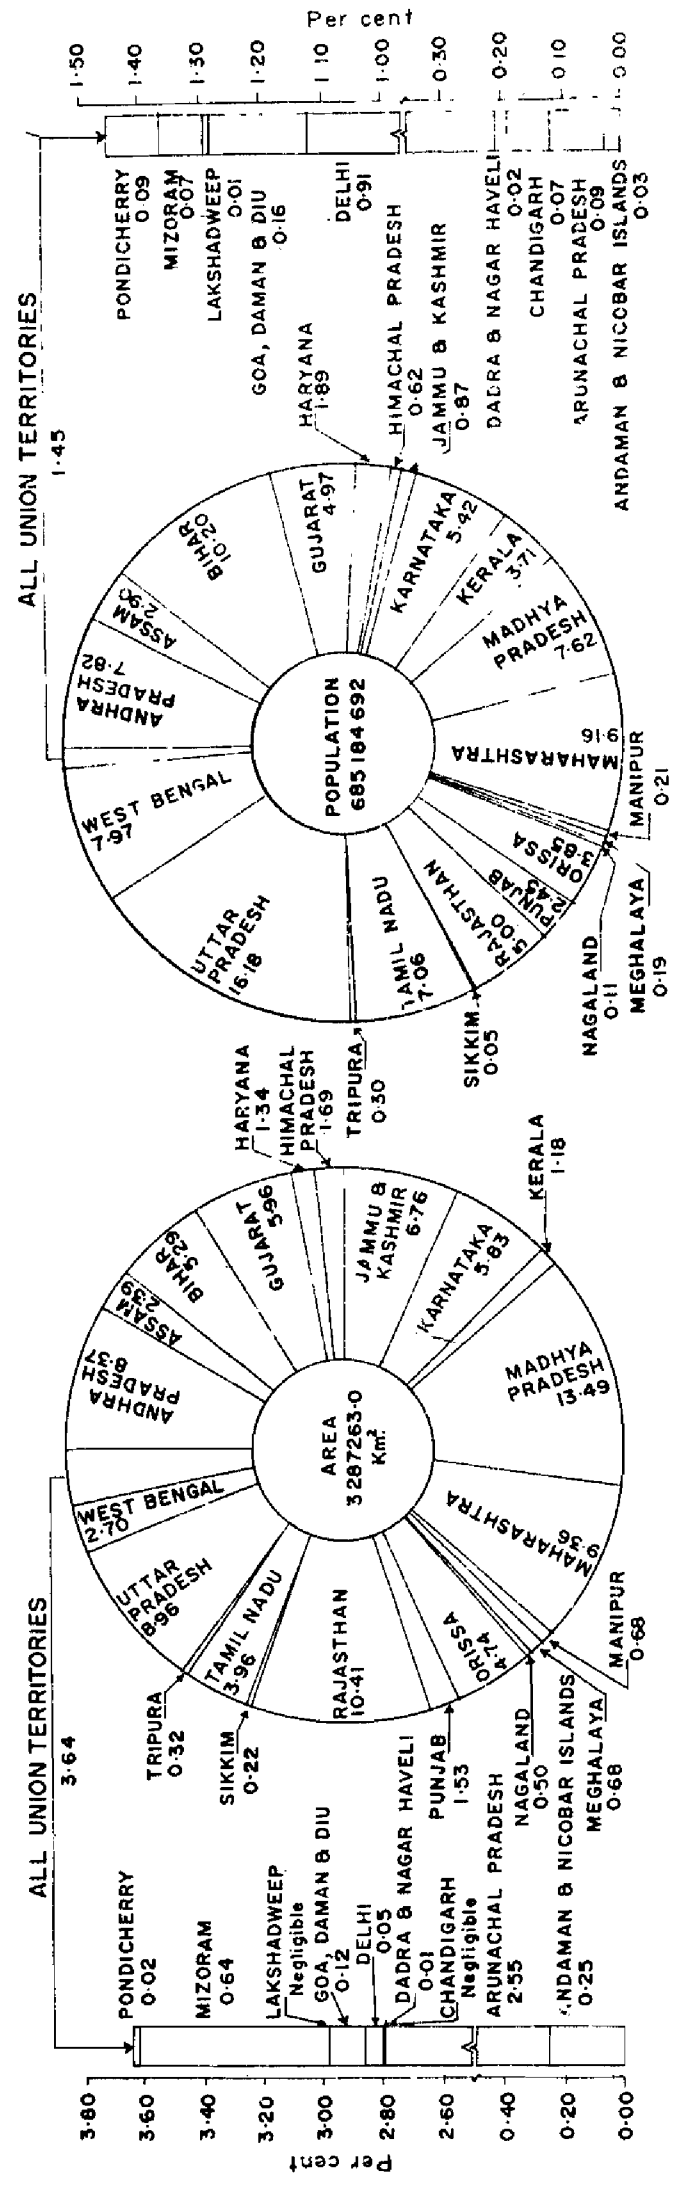 ALL UNION TERRITORIES
3.64
Per cent
3.80
3.60
3.40
3.20
3.00
2.80
2.60
0.40
0.20
0.00
PONDICHERRY
0.02
MIZORAM
0.64
LAKSHADWEEP
Negligible
GOA, DAMAN & DIU
0.12
DELHI
0.05
DADRA & NAGAR HAVELI
0.01
CHANDIGARH
Negligible
ARUNACHAL PRADESH
2.55
ANDAMAN & NICOBAR ISLANDS
0.25
AREA
3287263.0
Km²
ANDHRA
PRADESH
8.37
ASSAM
2.39
BIHAR
5.29
GUJARAT
5.96
HARYANA
1.34
HIMACHAL
PRADESH
1.69
JAMMU &
KASHMIR
6.76
KARNATAKA
5.83
KERALA
1.18
MADHYA
PRADESH
13.49
MAHARASHTRA
9.36
MANIPUR
0.68
MEGHALAYA
0.68
NAGALAND
0.50
ORISSA
4.74
PUNJAB
1.53
RAJASTHAN
10.41
SIKKIM
0.22
TAMIL NADU
3.96
TRIPURA
0.32
UTTAR
PRADESH
8.96
WEST BENGAL
2.70
ALL UNION TERRITORIES
1.45
POPULATION
685184692
ANDHRA
PRADESH
7.82
ASSAM
2.90
BIHAR
10.20
GUJARAT
4.97
HARYANA
1.89
HIMACHAL PRADESH
0.62
JAMMU & KASHMIR
0.87
KARNATAKA
5.42
KERALA
3.71
MADHYA
PRADESH
7.62
MAHARASHTRA
9.16
MANIPUR
0.21
MEGHALAYA
0.19
NAGALAND
0.11
ORISSA
3.85
PUNJAB
2.45
RAJASTHAN
5.00
SIKKIM
0.05
TAMIL NADU
7.06
TRIPURA
0.30
UTTAR
PRADESH
16.18
WEST BENGAL
7.97
PONDICHERRY
0.09
MIZORAM
0.07
LAKSHADWEEP
0.01
GOA, DAMAN & DIU
0.16
DELHI
0.91
DADRA & NAGAR HAVELI
0.02
CHANDIGARH
0.07
ARUNACHAL PRADESH
0.09
ANDAMAN & NICOBAR ISLANDS
0.03
1.50
1.40
1.30
1.20
1.10
1.00
0.30
0.20
0.10
0.00
Per cent